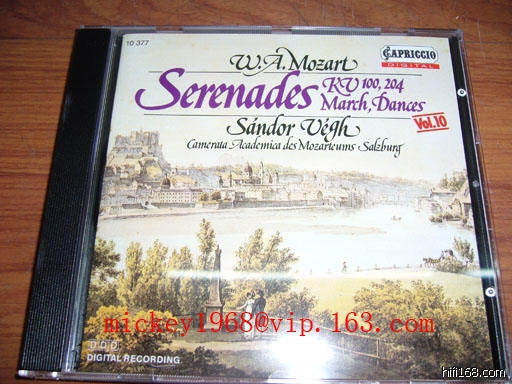 10 377
CAPRICCIO
DIGITAL
W.A. Mozart
Serenades KV 100, 204
March, Dances
Vol.10
Sándor Végh
Camerata Academica des Mozarteums Salzburg
mickey1968@vip.163.com
DDD
DIGITAL RECORDING
hifi168.com